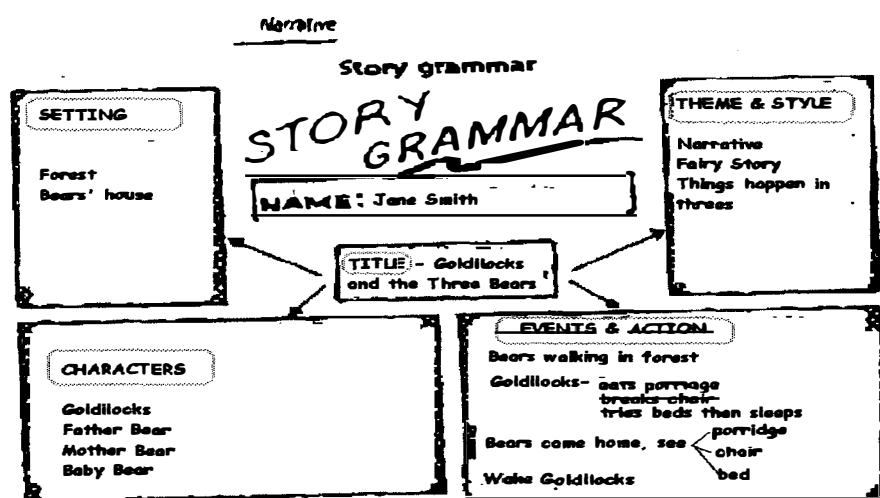 Narrative
Story grammar
STORY
GRAMMAR
NAME: Jane Smith
SETTING
Forest
Bears' house
THEME & STYLE
Narrative
Fairy Story
Things happen in
threes
TITLE - Goldilocks
and the Three Bears'
CHARACTERS
Goldilocks
Father Bear
Mother Bear
Baby Bear
EVENTS & ACTION
Bears walking in forest
Goldilocks- eats porridge
breaks chair
tries beds then sleeps
Bears come home, see
porridge
chair
bed
Wake Goldilocks